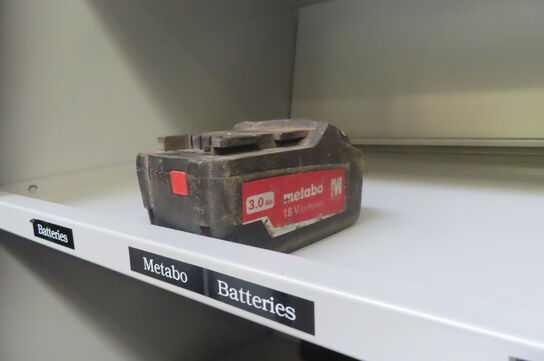 3.0 Ah
metabo
M
18 V Li-Power
Batteries
Metabo
Batteries